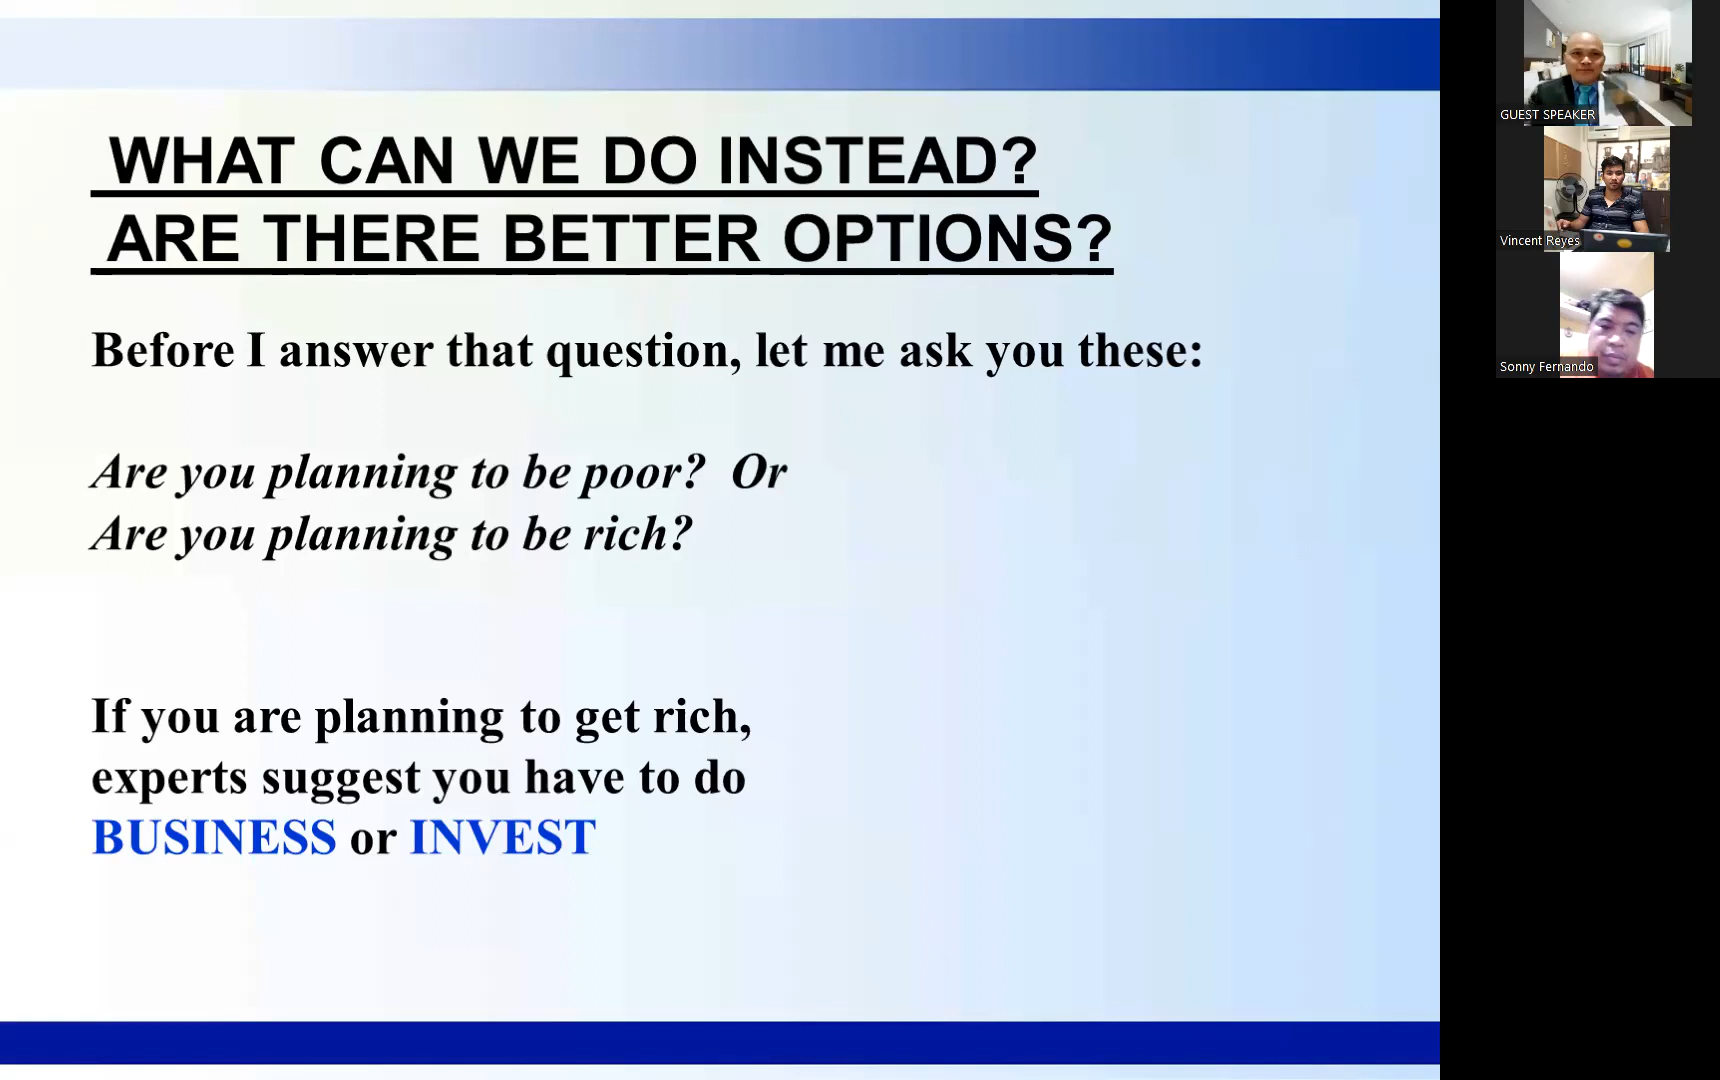 WHAT CAN WE DO INSTEAD?
ARE THERE BETTER OPTIONS?
Before I answer that question, let me ask you these:
Are you planning to be poor?  Or
Are you planning to be rich?
If you are planning to get rich,
experts suggest you have to do
BUSINESS or INVEST
GUEST SPEAKER
Vincent Reyes
Sonny Fernando